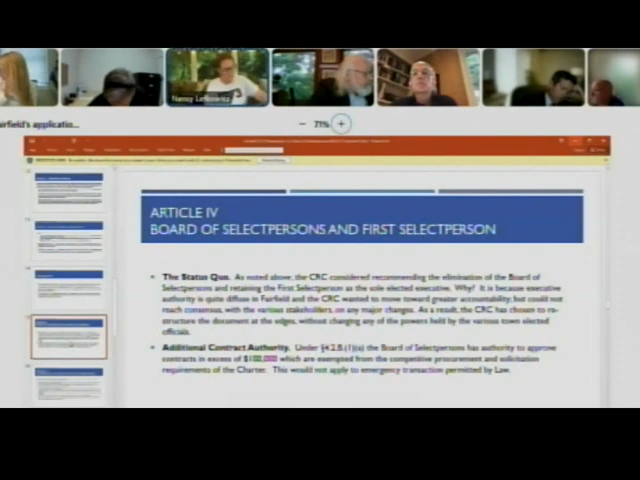 Nancy Lefkowitz
airfield's applicatio...
− 71% +
ARTICLE IV
BOARD OF SELECTPERSONS AND FIRST SELECTPERSON
The Status Quo. As noted above, the CRC considered recommending the elimination of the Board of
Selectpersons and retaining the First Selectperson as the sole elected executive. Why? It is because executive
authority is quite diffuse in Fairfield and the CRC wanted to move toward greater accountability; but could not
reach consensus, with the various stakeholders, on any major changes. As a result, the CRC has chosen to re-
structure the document at the edges, without changing any of the powers held by the various town elected
officials.
Additional Contract Authority. Under §4.2.B.(1)(a) the Board of Selectpersons has authority to approve
contracts in excess of $100,000 which are exempted from the competitive procurement and solicitation
requirements of the Charter. This would not apply to emergency transaction permitted by Law.